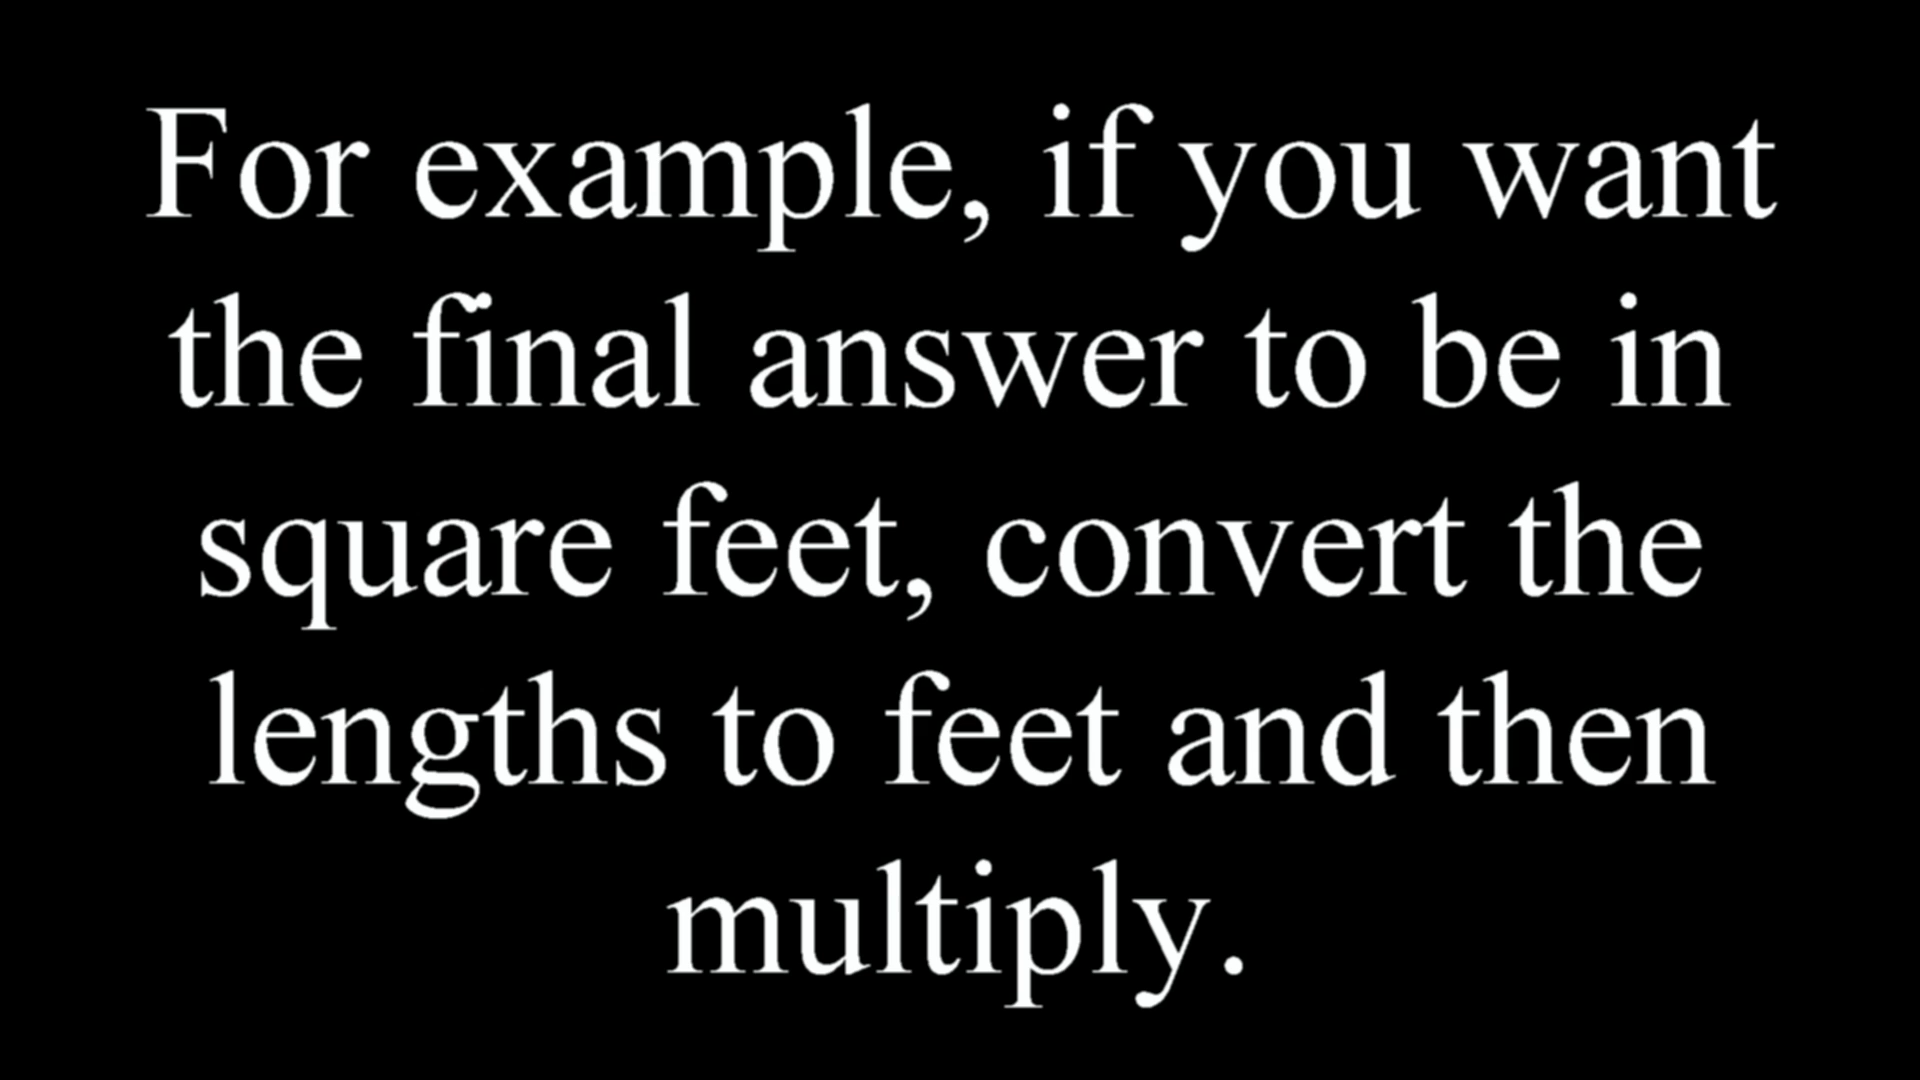 For example, if you want
the final answer to be in
square feet, convert the
lengths to feet and then
multiply.